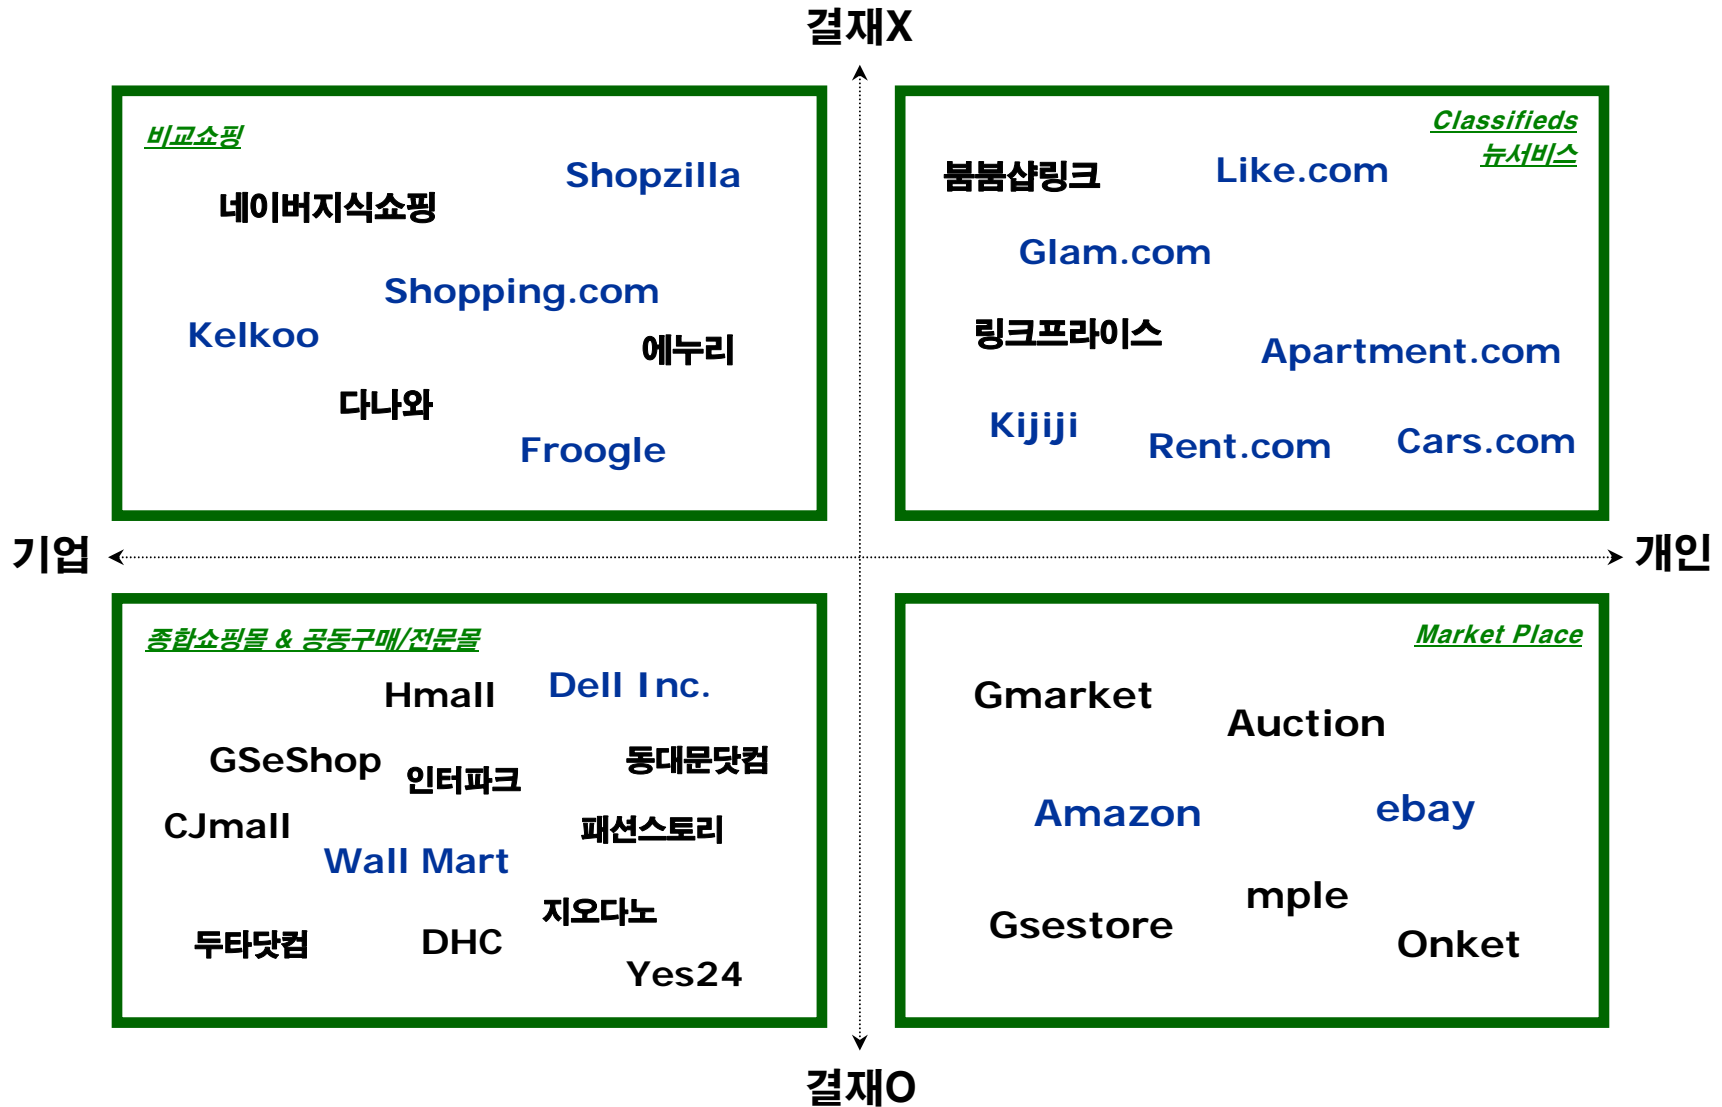 결재X
비교쇼핑
Shopzilla
네이버지식쇼핑
Shopping.com
Kelkoo
에누리
다나와
Froogle
Classifieds
뉴서비스
붐붐샵링크
Like.com
Glam.com
링크프라이스
Apartment.com
Kijiji
Rent.com
Cars.com
기업
개인
종합쇼핑몰 & 공동구매/전문몰
Hmall
Dell Inc.
GSeShop
인터파크
동대문닷컴
CJmall
패션스토리
Wall Mart
지오다노
두타닷컴
DHC
Yes24
Market Place
Gmarket
Auction
Amazon
ebay
mple
Gsestore
Onket
결재O